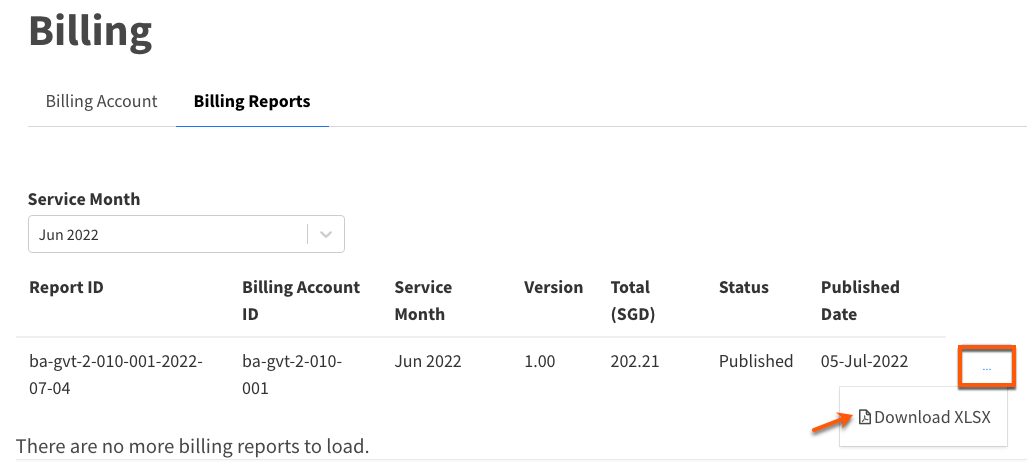 Billing
Billing Account Billing Reports
Service Month
Jun 2022
Report ID Billing Account ID Service Month Version Total (SGD) Status Published Date
ba-gvt-2-010-001-2022-07-04 ba-gvt-2-010-001 Jun 2022 1.00 202.21 Published 05-Jul-2022 ...
Download XLSX
There are no more billing reports to load.